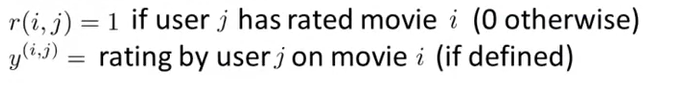 r(i, j) = 1 if user j has rated movie i (0 otherwise)
y^(i,j) = rating by user j on movie i (if defined)